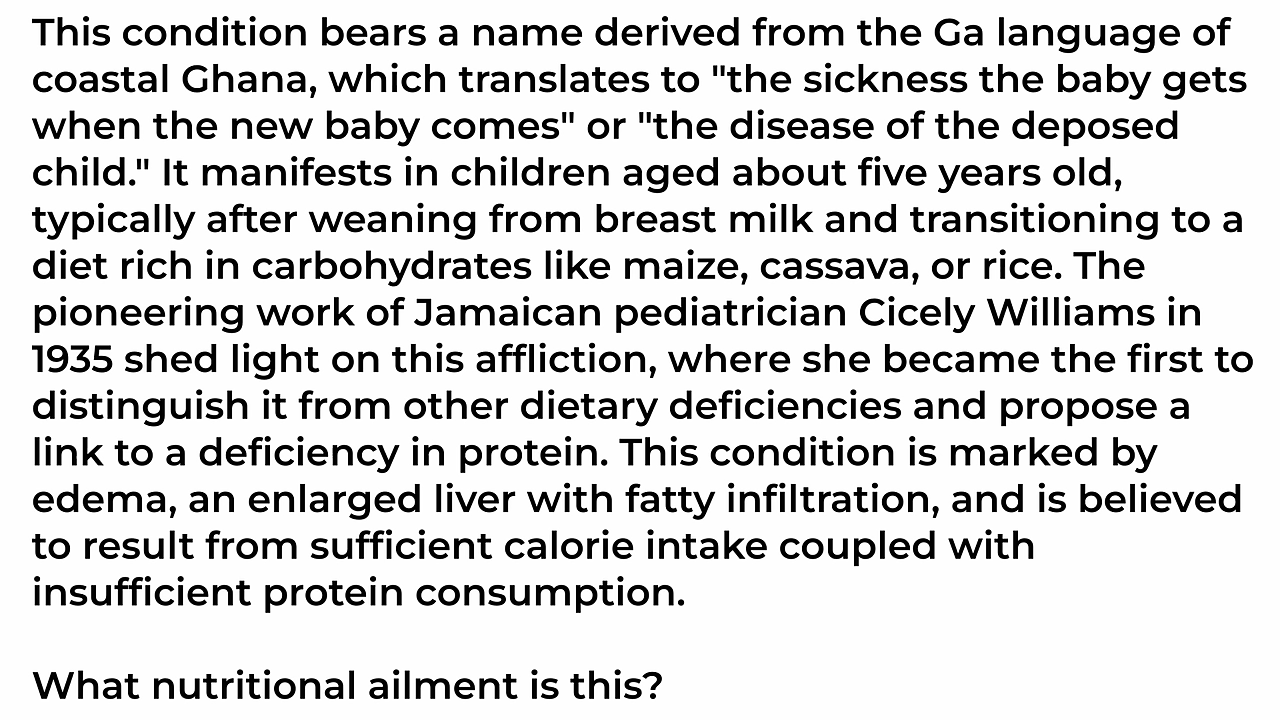 This condition bears a name derived from the Ga language of
coastal Ghana, which translates to "the sickness the baby gets
when the new baby comes" or "the disease of the deposed
child." It manifests in children aged about five years old,
typically after weaning from breast milk and transitioning to a
diet rich in carbohydrates like maize, cassava, or rice. The
pioneering work of Jamaican pediatrician Cicely Williams in
1935 shed light on this affliction, where she became the first to
distinguish it from other dietary deficiencies and propose a
link to a deficiency in protein. This condition is marked by
edema, an enlarged liver with fatty infiltration, and is believed
to result from sufficient calorie intake coupled with
insufficient protein consumption.
What nutritional ailment is this?